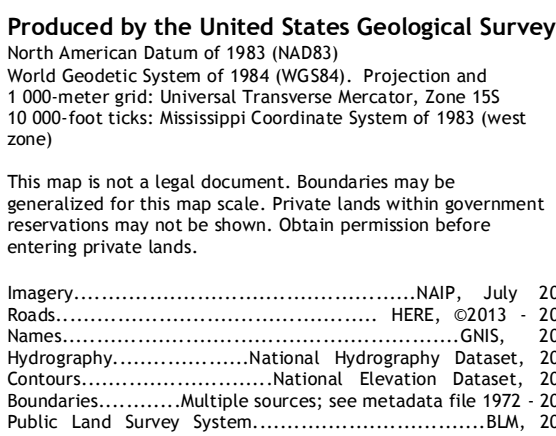 Produced by the United States Geological Survey
North American Datum of 1983 (NAD83)
World Geodetic System of 1984 (WGS84). Projection and
1 000-meter grid: Universal Transverse Mercator, Zone 15S
10 000-foot ticks: Mississippi Coordinate System of 1983 (west
zone)
This map is not a legal document. Boundaries may be
generalized for this map scale. Private lands within government
reservations may not be shown. Obtain permission before
entering private lands.
Imagery.............................................NAIP, July
Roads.......................................... HERE, ©2013 -
Names....................................................GNIS,
Hydrography..................National Hydrography Dataset,
Contours.........................National Elevation Dataset,
Boundaries...........Multiple sources; see metadata file 1972 -
Public Land Survey System...............................BLM,